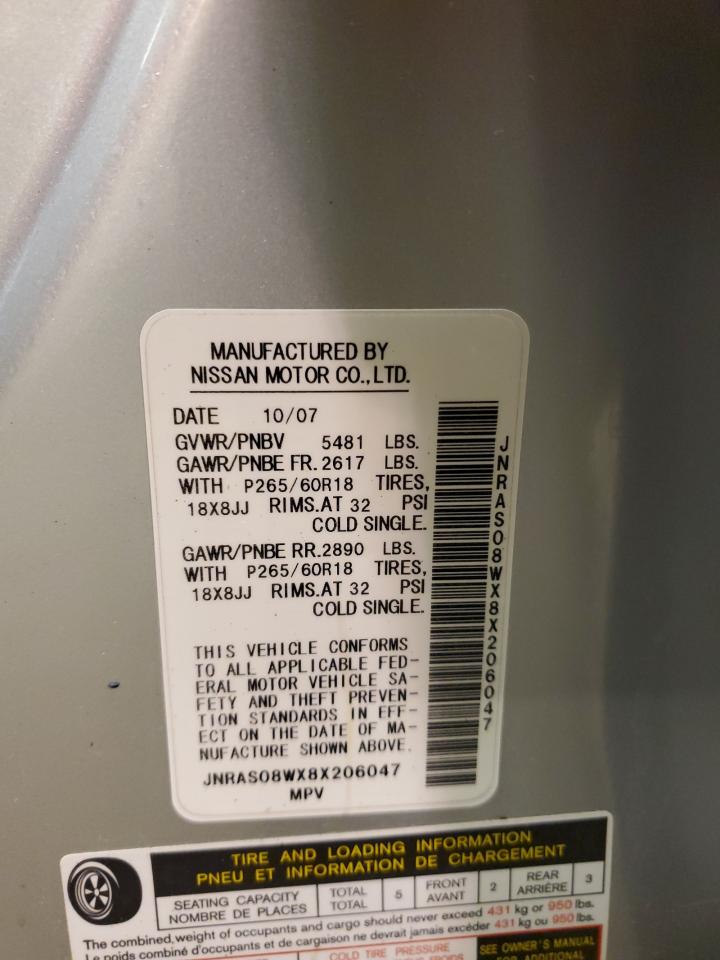 MANUFACTURED BY
NISSAN MOTOR CO., LTD.
DATE 10/07
GVWR/PNBV 5481 LBS.
GAWR/PNBE FR. 2617 LBS.
WITH P265/60R18 TIRES,
18X8JJ RIMS.AT 32 PSI
COLD SINGLE.
GAWR/PNBE RR. 2890 LBS.
WITH P265/60R18 TIRES,
18X8JJ RIMS.AT 32 PSI
COLD SINGLE.
THIS VEHICLE CONFORMS
TO ALL APPLICABLE FED-
ERAL MOTOR VEHICLE SA-
FETY AND THEFT PREVEN-
TION STANDARDS IN EFF-
ECT ON THE DATE OF MA-
NUFACTURE SHOWN ABOVE.
JNRAS08WX8X206047
MPV
JNRAS08WX8X206047
TIRE AND LOADING INFORMATION
PNEU ET INFORMATION DE CHARGEMENT
SEATING CAPACITY TOTAL 5 FRONT 2 REAR 3
NOMBRE DE PLACES TOTAL AVANT ARRIÈRE
The combined weight of occupants and cargo should never exceed 431 kg or 950 lbs.
Le poids combiné d'occupants et de cargaison ne devrait jamais excéder 431 kg ou 950 lbs.
COLD TIRE PRESSURE SEE OWNER'S MANUAL
FOR ADDITIONAL